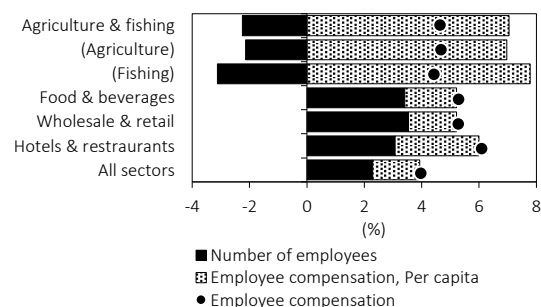 Agriculture & fishing
(Agriculture)
(Fishing)
Food & beverages
Wholesale & retail
Hotels & restraurants
All sectors
-4 -2 0 2 4 6 8
(%)
Number of employees
Employee compensation, Per capita
Employee compensation